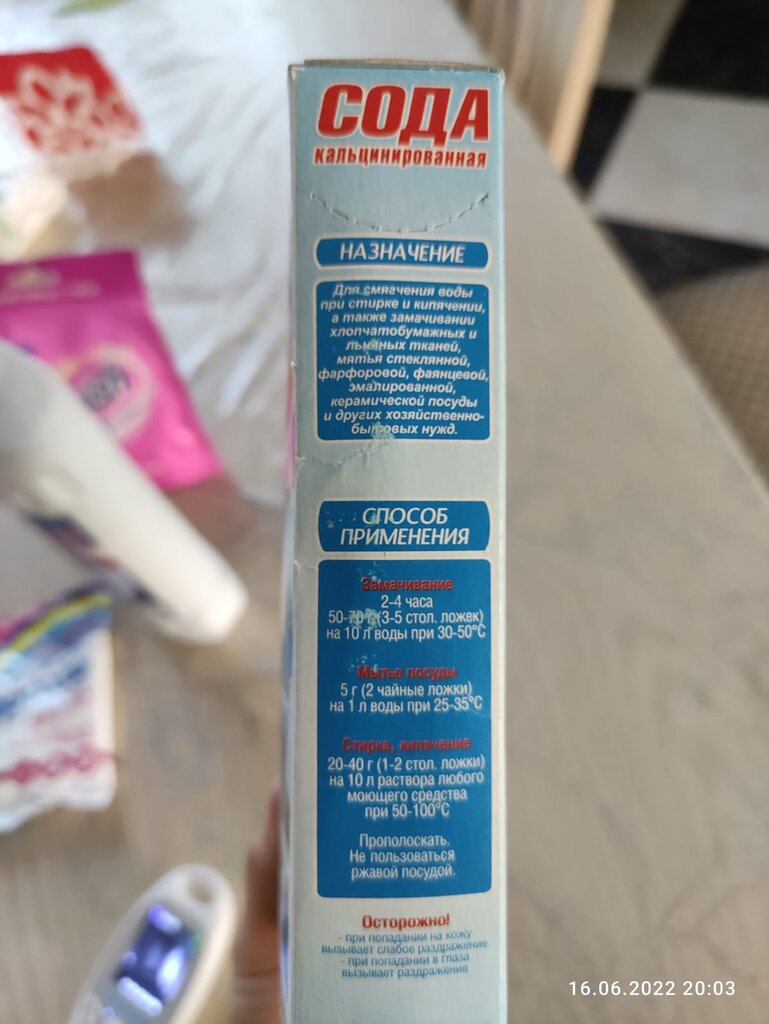 СОДА
кальцинированная
НАЗНАЧЕНИЕ
Для смягчения воды
при стирке и кипячении,
а также замачивании
хлопчатобумажных и
льняных тканей,
мытья стеклянной,
фарфоровой, фаянцевой,
эмалированной,
керамической посуды
и других хозяйственно-
бытовых нужд.
СПОСОБ
ПРИМЕНЕНИЯ
Замачивание
2-4 часа
50-70 г (3-5 стол. ложек)
на 10 л воды при 30-50°С
Мытье посуды
5 г (2 чайные ложки)
на 1 л воды при 25-35°С
Стирка, кипячение
20-40 г (1-2 стол. ложки)
на 10 л раствора любого
моющего средства
при 50-100°С
Прополоскать.
Не пользоваться
ржавой посудой.
Осторожно!
- при попадании на кожу
вызывает слабое раздражение
- при попадании в глаза
вызывает раздражение
16.06.2022 20:03